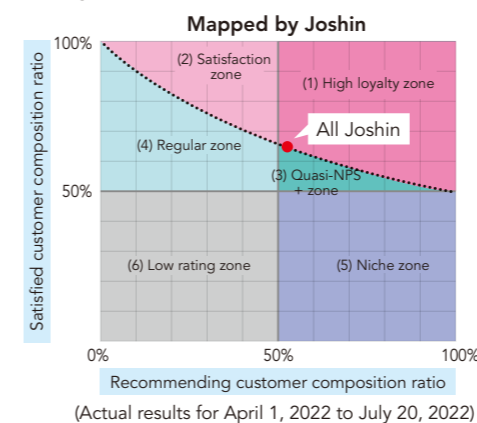 Mapped by Joshin
100%
(2) Satisfaction
zone
(1) High loyalty zone
All Joshin
(4) Regular zone
(3) Quasi-NPS
+ zone
50%
(6) Low rating zone
(5) Niche zone
Satisfied customer composition ratio
0%
50%
100%
Recommending customer composition ratio
(Actual results for April 1, 2022 to July 20, 2022)